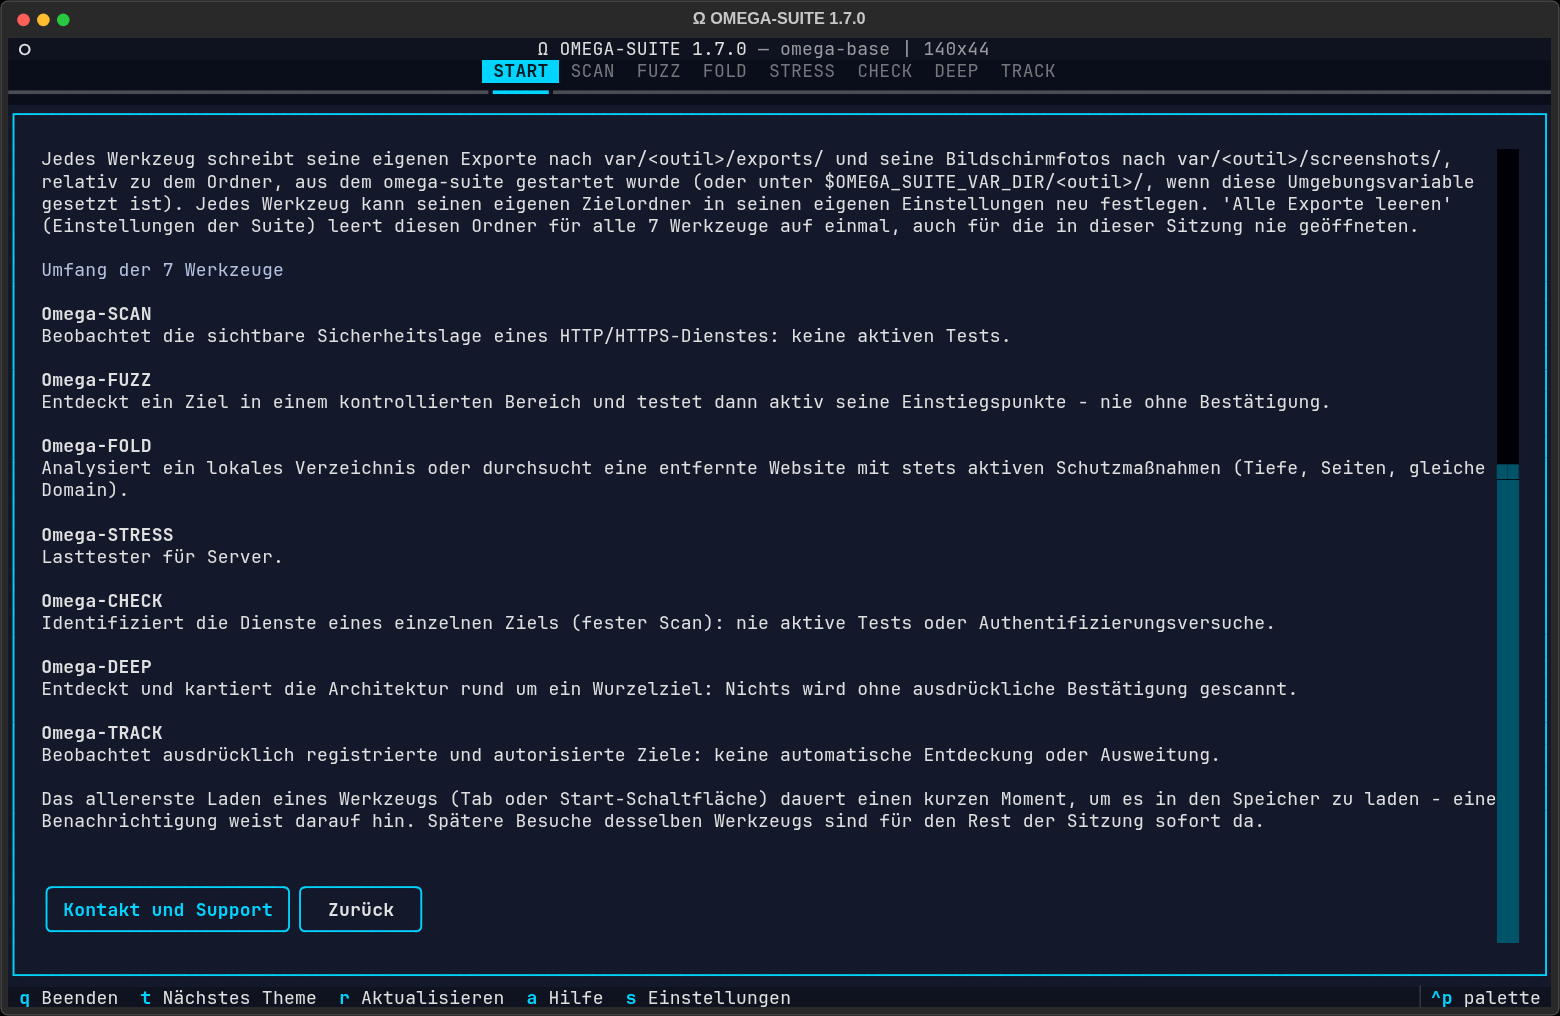 Ω OMEGA-SUITE 1.7.0
Ω OMEGA-SUITE 1.7.0 — omega-base | 140x44
START SCAN FUZZ FOLD STRESS CHECK DEEP TRACK
Jedes Werkzeug schreibt seine eigenen Exporte nach var/<outil>/exports/ und seine Bildschirmfotos nach var/<outil>/screenshots/,
relativ zu dem Ordner, aus dem omega-suite gestartet wurde (oder unter $OMEGA_SUITE_VAR_DIR/<outil>/, wenn diese Umgebungsvariable
gesetzt ist). Jedes Werkzeug kann seinen eigenen Zielordner in seinen eigenen Einstellungen neu festlegen. 'Alle Exporte leeren'
(Einstellungen der Suite) leert diesen Ordner für alle 7 Werkzeuge auf einmal, auch für die in dieser Sitzung nie geöffneten.
Umfang der 7 Werkzeuge
Omega-SCAN
Beobachtet die sichtbare Sicherheitslage eines HTTP/HTTPS-Dienstes: keine aktiven Tests.
Omega-FUZZ
Entdeckt ein Ziel in einem kontrollierten Bereich und testet dann aktiv seine Einstiegspunkte - nie ohne Bestätigung.
Omega-FOLD
Analysiert ein lokales Verzeichnis oder durchsucht eine entfernte Website mit stets aktiven Schutzmaßnahmen (Tiefe, Seiten, gleiche
Domain).
Omega-STRESS
Lasttester für Server.
Omega-CHECK
Identifiziert die Dienste eines einzelnen Ziels (fester Scan): nie aktive Tests oder Authentifizierungsversuche.
Omega-DEEP
Entdeckt und kartiert die Architektur rund um ein Wurzelziel: Nichts wird ohne ausdrückliche Bestätigung gescannt.
Omega-TRACK
Beobachtet ausdrücklich registrierte und autorisierte Ziele: keine automatische Entdeckung oder Ausweitung.
Das allererste Laden eines Werkzeugs (Tab oder Start-Schaltfläche) dauert einen kurzen Moment, um es in den Speicher zu laden - eine
Benachrichtigung weist darauf hin. Spätere Besuche desselben Werkzeugs sind für den Rest der Sitzung sofort da.
Kontakt und Support Zurück
q Beenden t Nächstes Theme r Aktualisieren a Hilfe s Einstellungen ^p palette